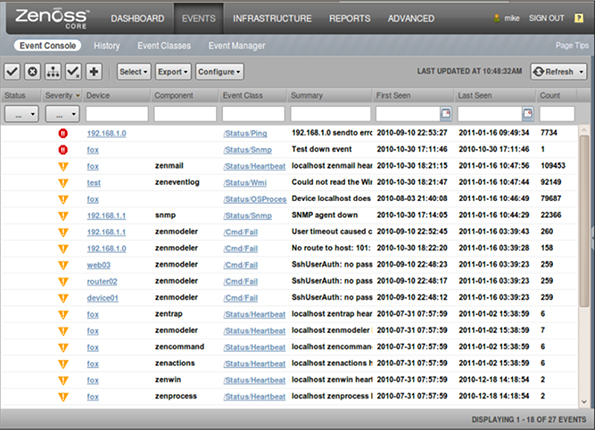 Zenoss CORE DASHBOARD EVENTS INFRASTRUCTURE REPORTS ADVANCED mike SIGN OUT ?
Event Console History Event Classes Event Manager Page Tips
Select Export Configure LAST UPDATED AT 10:48:32AM Refresh
Status Severity Device Component Event Class Summary First Seen Last Seen Count
... ...
192.168.1.0 /Status/Ping 192.168.1.0 sendto erro 2010-09-10 22:53:27 2011-01-16 09:49:34 7734
fox /Status/Snmp Test down event 2010-10-30 17:11:46 2010-10-30 17:11:46 1
fox zenmail /Status/Heartbeat localhost zenmail hear 2010-10-30 18:21:15 2011-01-16 10:47:56 109453
test zeneventlog /Status/Wmi Could not read the Wi 2010-10-30 18:21:47 2011-01-16 10:47:44 92149
fox /Status/OSProces Device localhost does 2010-08-03 21:40:08 2011-01-16 10:46:49 79687
192.168.1.1 snmp /Status/Snmp SNMP agent down 2010-10-30 17:14:05 2011-01-16 10:44:29 22366
192.168.1.1 zenmodeler /Cmd/Fail User timeout caused c 2010-09-10 22:52:45 2011-01-16 03:39:43 260
192.168.1.0 zenmodeler /Cmd/Fail No route to host: 101: 2010-10-30 18:22:20 2011-01-16 03:39:28 158
web03 zenmodeler /Cmd/Fail SshUserAuth: no pass 2010-09-10 22:48:17 2011-01-16 03:39:23 259
router02 zenmodeler /Cmd/Fail SshUserAuth: no pass 2010-09-10 22:48:17 2011-01-16 03:39:23 259
device01 zenmodeler /Cmd/Fail SshUserAuth: no pass 2010-09-10 22:48:12 2011-01-16 03:39:23 259
fox zentrap /Status/Heartbeat localhost zentrap hear 2010-07-31 07:57:59 2011-01-02 15:38:59 6
fox zenmodeler /Status/Heartbeat localhost zenmodeler 2010-07-31 07:57:59 2011-01-02 15:38:59 7
fox zencommand /Status/Heartbeat localhost zencomman 2010-07-31 07:57:59 2011-01-02 15:38:59 6
fox zenactions /Status/Heartbeat localhost zenactions h 2010-07-31 07:57:59 2011-01-02 15:38:59 6
fox zenwin /Status/Heartbeat localhost zenwin heart 2010-07-31 07:57:59 2010-12-18 14:18:54 2
fox zenprocess /Status/Heartbeat localhost zenprocess 2010-07-31 07:57:59 2010-12-18 14:18:54 2
DISPLAYING 1 - 18 OF 27 EVENTS